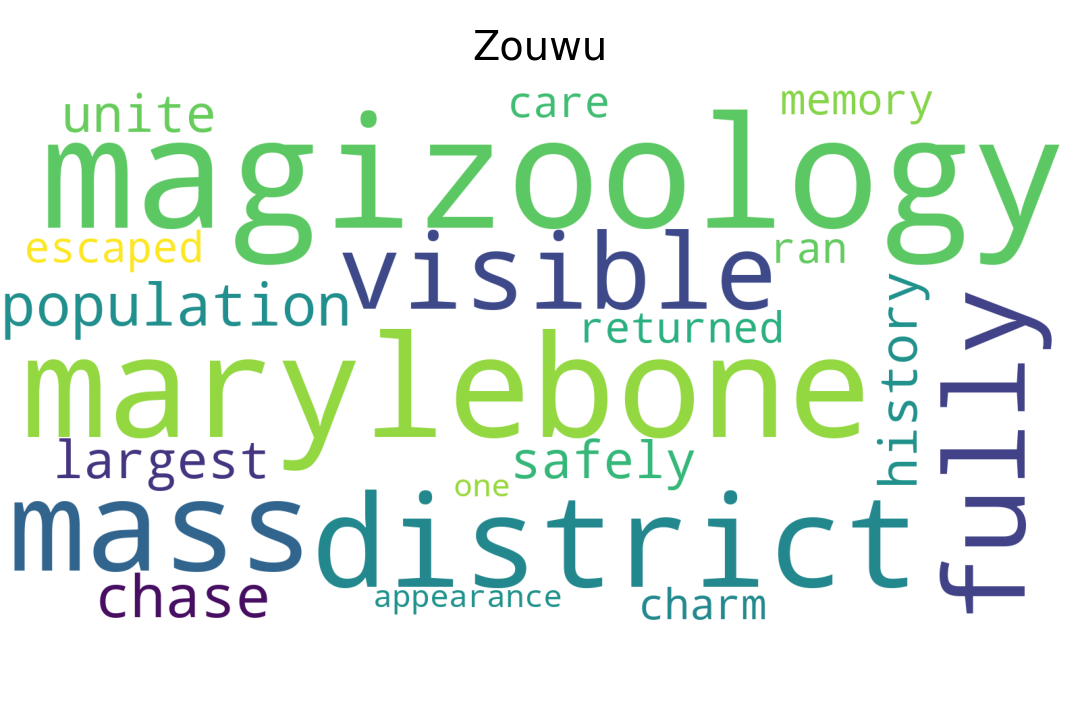 Zouwu
unite care memory
magizoology
escaped visible ran
population returned
marylebone history fully
largest safely
one
mass district
chase appearance charm